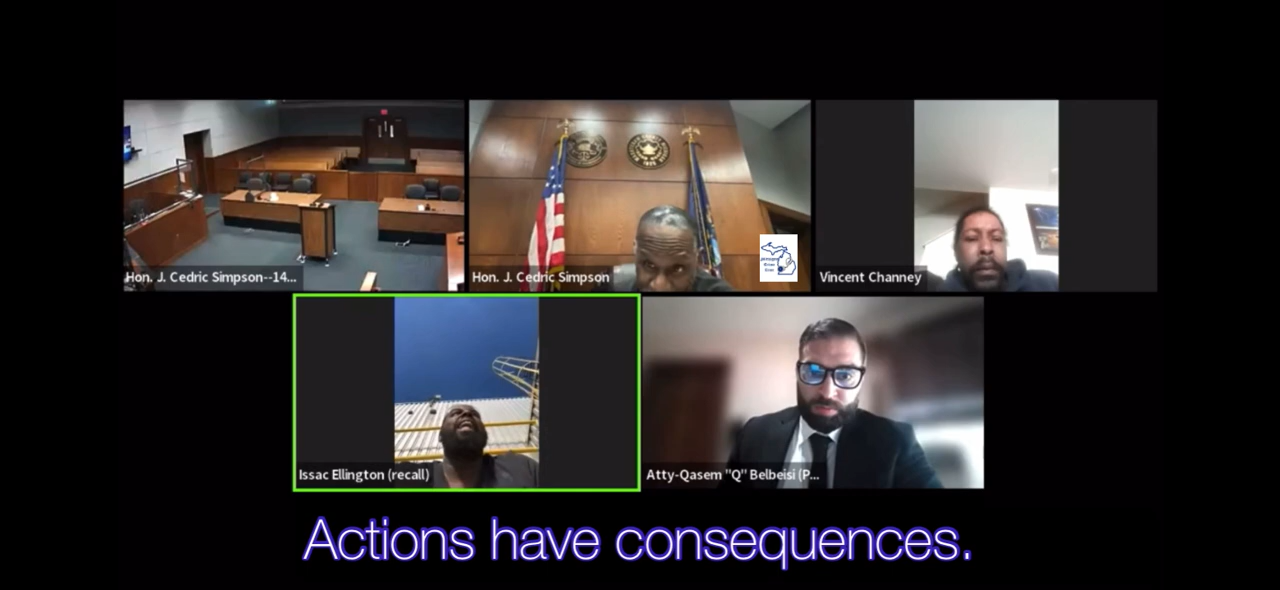 Hon. J. Cedric Simpson--14...
Hon. J. Cedric Simpson
Vincent Channey
Issac Ellington (recall)
Atty-Qasem "Q" Belbeisi (P...
Actions have consequences.